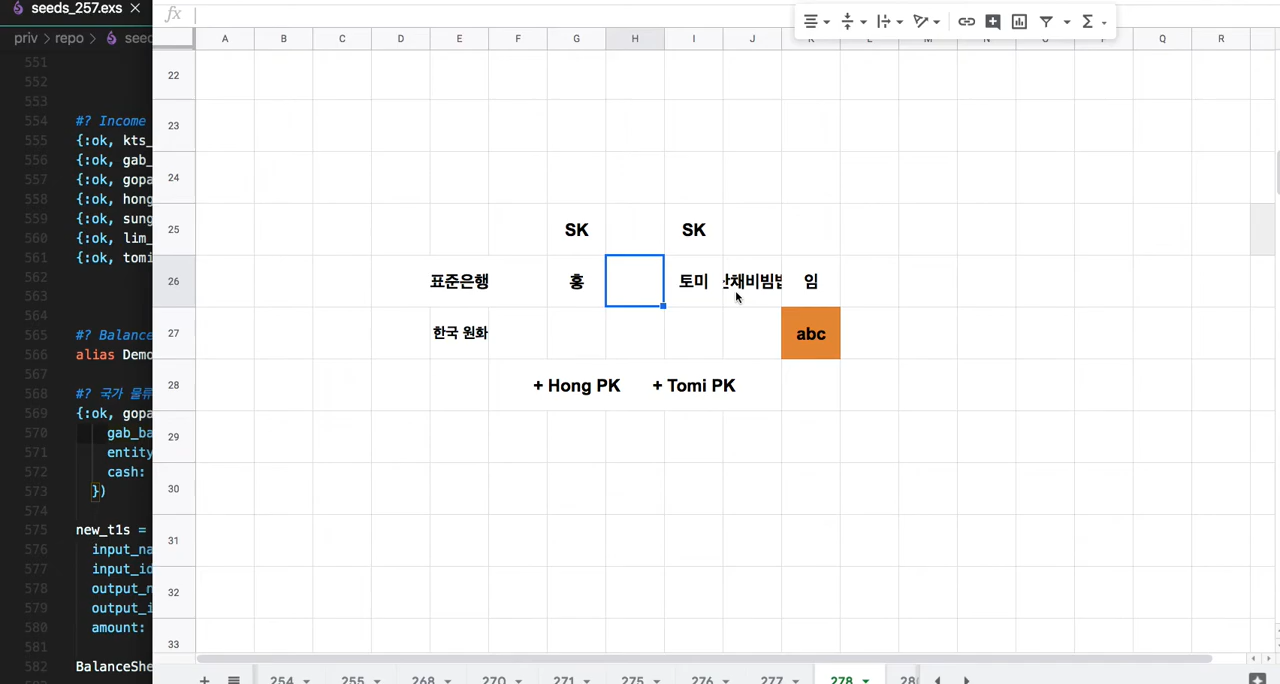 seeds_257.exs
priv > repo >
551
552
553
554 #? Income
555 {:ok, kts_
556 {:ok, gab_
557 {:ok, gopa
558 {:ok, hong
559 {:ok, sung
560 {:ok, lim_
561 {:ok, tomi
562
563
564
565 #? Balanc
566 alias Demo
567
568 #? 국가 물류
569 {:ok, gopa
570 gab_ba
571 entity
572 cash:
573 })
574
575 new_t1s =
576 input_na
577 input_id
578 output_n
579 output_i
580 amount:
581
582 BalanceShe
fx
A B C D E F G H I J Q R
22
23
24
25 SK SK
26 표준은행 홍 토미 임
27 한국 원화 abc
28 + Hong PK + Tomi PK
29
30
31
32
33
254 255 268 270 271 275 276 277 278